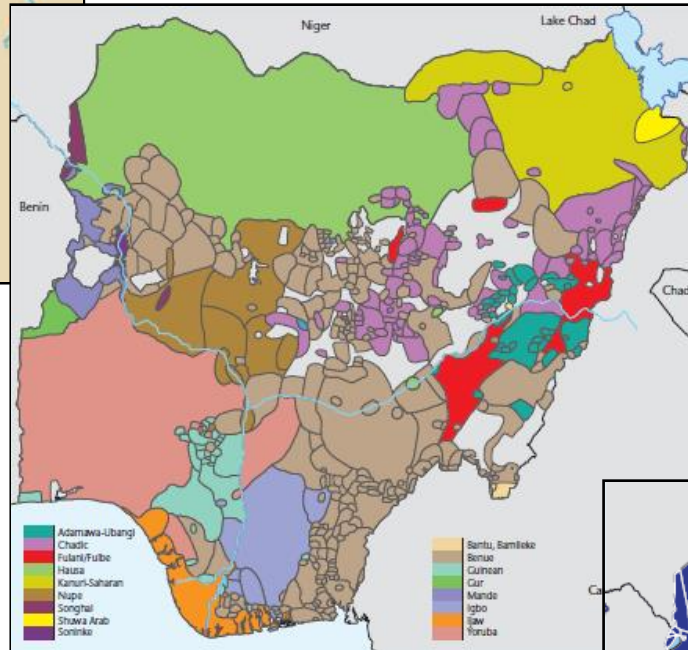 Niger
Lake Chad
Benin
Chad
Ca
Adamawa-Ubangi
Chadic
Fulani/Fulbe
Hausa
Kanuri-Saharan
Nupe
Songhai
Shuwa Arab
Soninke
Bantu, Bamileke
Benue
Guinean
Gur
Mande
Igbo
Ijaw
Yoruba